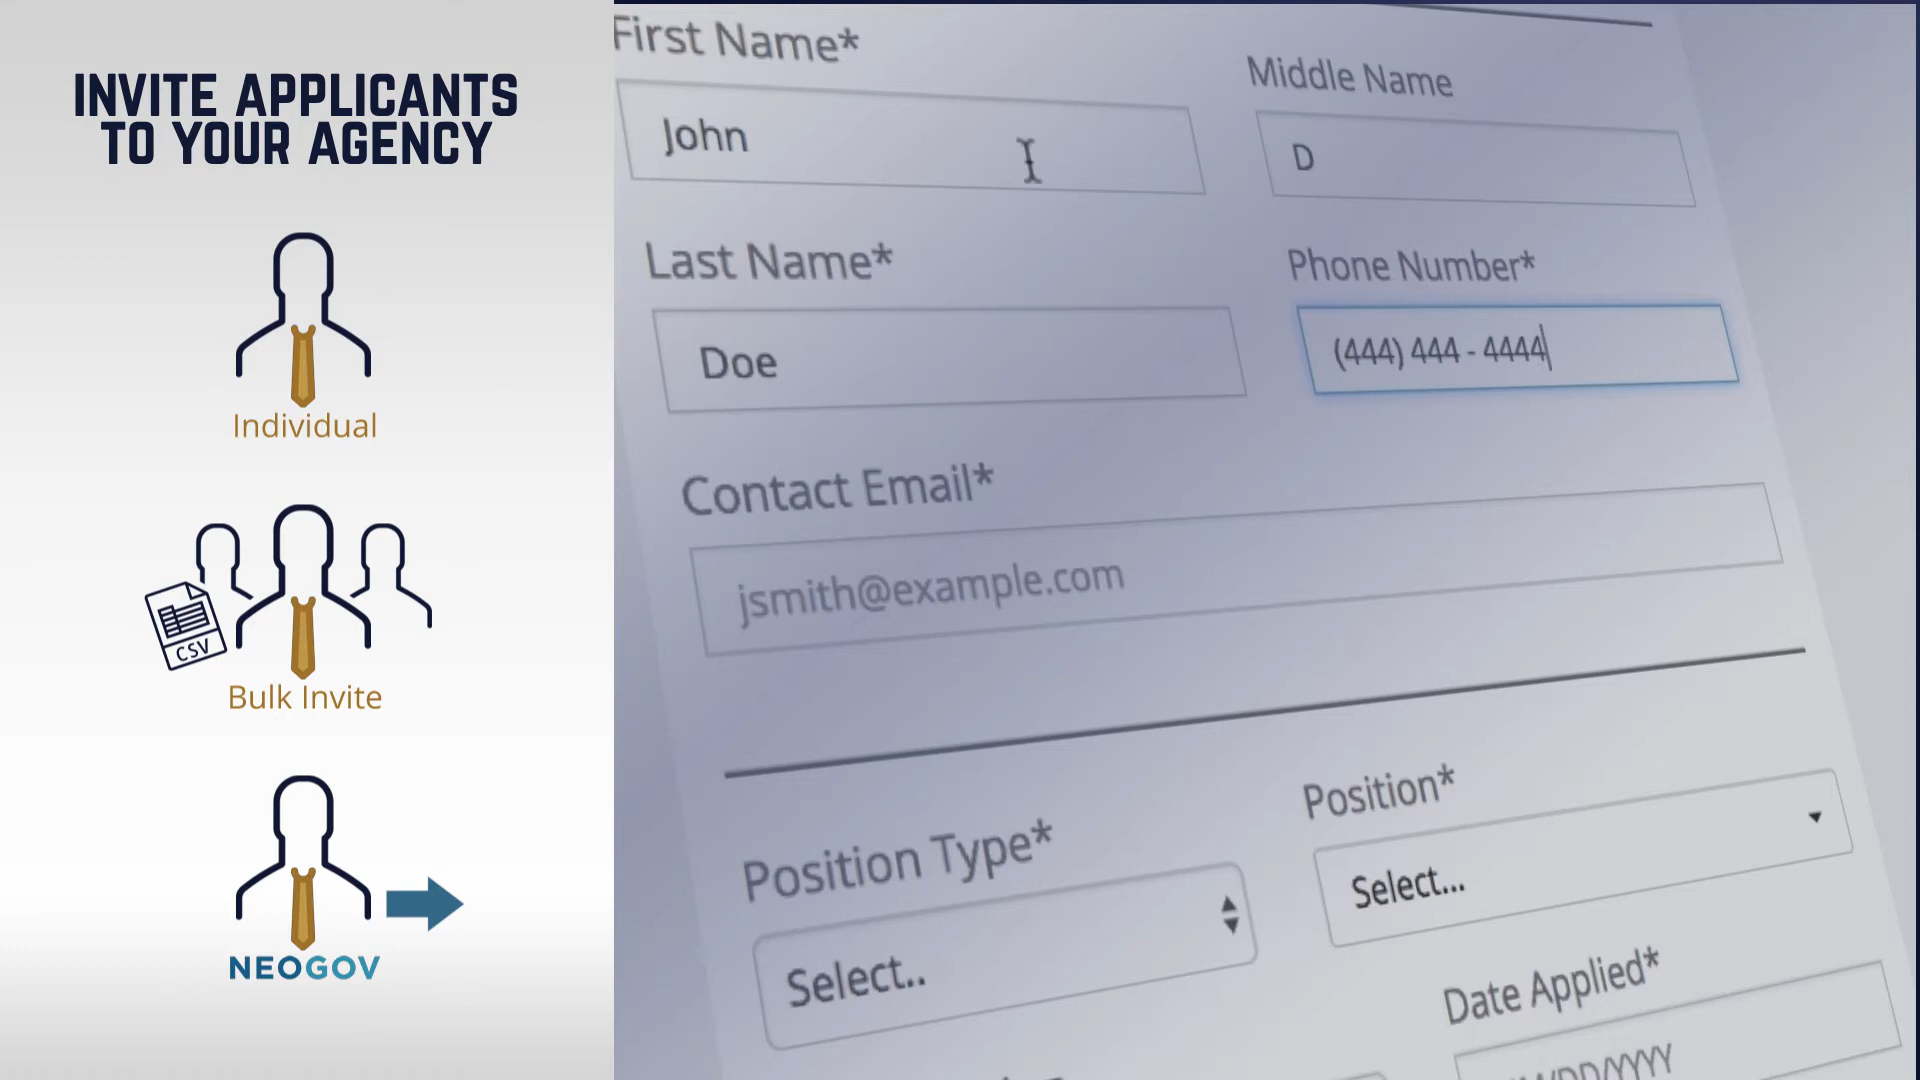 INVITE APPLICANTS
TO YOUR AGENCY
Individual
CSV
Bulk Invite
NEOGOV
First Name*
Middle Name
John
D
Last Name*
Phone Number*
Doe
(444) 444 - 4444
Contact Email*
jsmith@example.com
Position Type*
Position*
Select..
Select...
Date Applied*